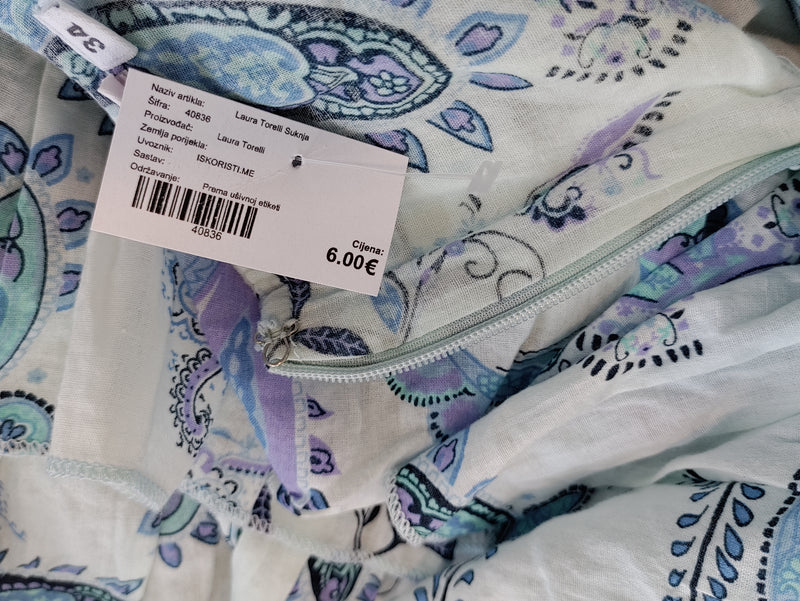 Naziv artikla: Laura Torelli Suknja
Šifra: 40836
Proizvođač: Laura Torelli
Zemlja porijekla:
Uvoznik: ISKORISTI.ME
Sastav:
Održavanje: Prema ušivnoj etiketi
40836
Cijena:
6.00€